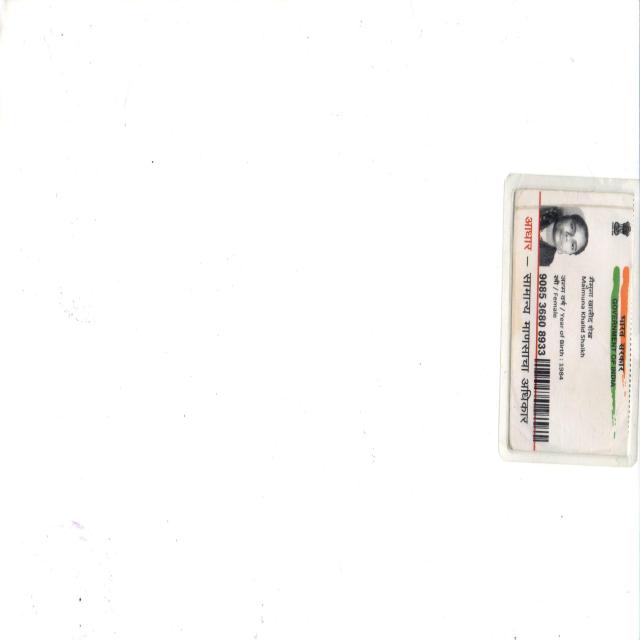 भारत सरकार
GOVERNMENT OF INDIA
Maimuna Khalid Shaikh
जन्म वर्ष / Year of Birth : 1984
स्त्री / Female
9085 3680 8933
आधार — सामान्य माणसाचा अधिकार